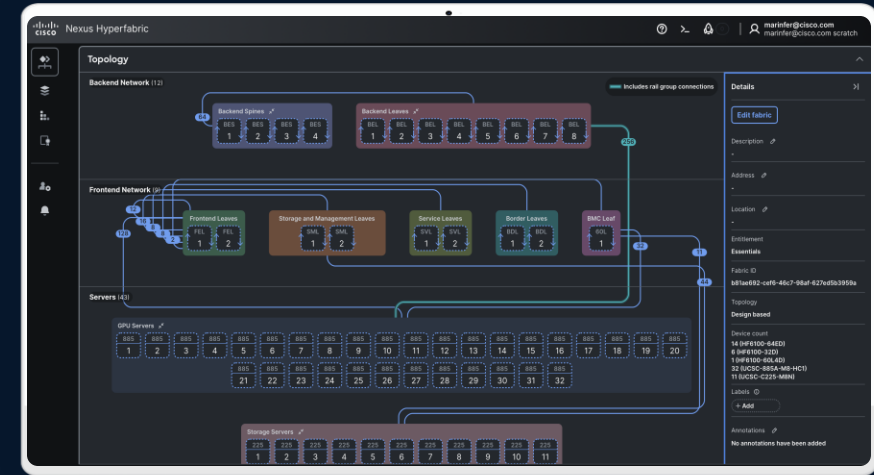 cisco Nexus Hyperfabric
marinfer@cisco.com
marinfer@cisco.com scratch
Topology
Backend Network (12)
Includes rail group connections
Backend Spines
BES BES BES BES
1 2 3 4
Backend Leaves
BEL BEL BEL BEL BEL BEL BEL BEL
1 2 3 4 5 6 7 8
64
256
Frontend Network (9)
12
10
8
6
2
128
Frontend Leaves
FEL FEL
1 2
Storage and Management Leaves
SML SML
1 2
Service Leaves
SVL SVL
1 2
Border Leaves
BDL BDL
1 2
BMC Leaf
1
32
11
44
Servers (43)
GPU Servers
885 885 885 885 885 885 885 885 885 885 885 885 885 885 885 885 885 885 885 885
1 2 3 4 5 6 7 8 9 10 11 12 13 14 15 16 17 18 19 20
885 885 885 885 885 885 885 885 885 885 885 885
21 22 23 24 25 26 27 28 29 30 31 32
Storage Servers
225 225 225 225 225 225 225 225 225 225 225
1 2 3 4 5 6 7 8 9 10 11
Details
Edit fabric
Description
-
Address
-
Location
-
Entitlement
Essentials
Fabric ID
b81ae692-cef6-46c7-98af-627ed5b3959a
Topology
Design based
Device count
14 (HF6100-64ED)
6 (HF6100-32D)
1 (HF6100-60L4D)
32 (UCSC-885A-M8-HC1)
11 (UCSC-C225-M8N)
Labels
+ Add
Annotations
No annotations have been added